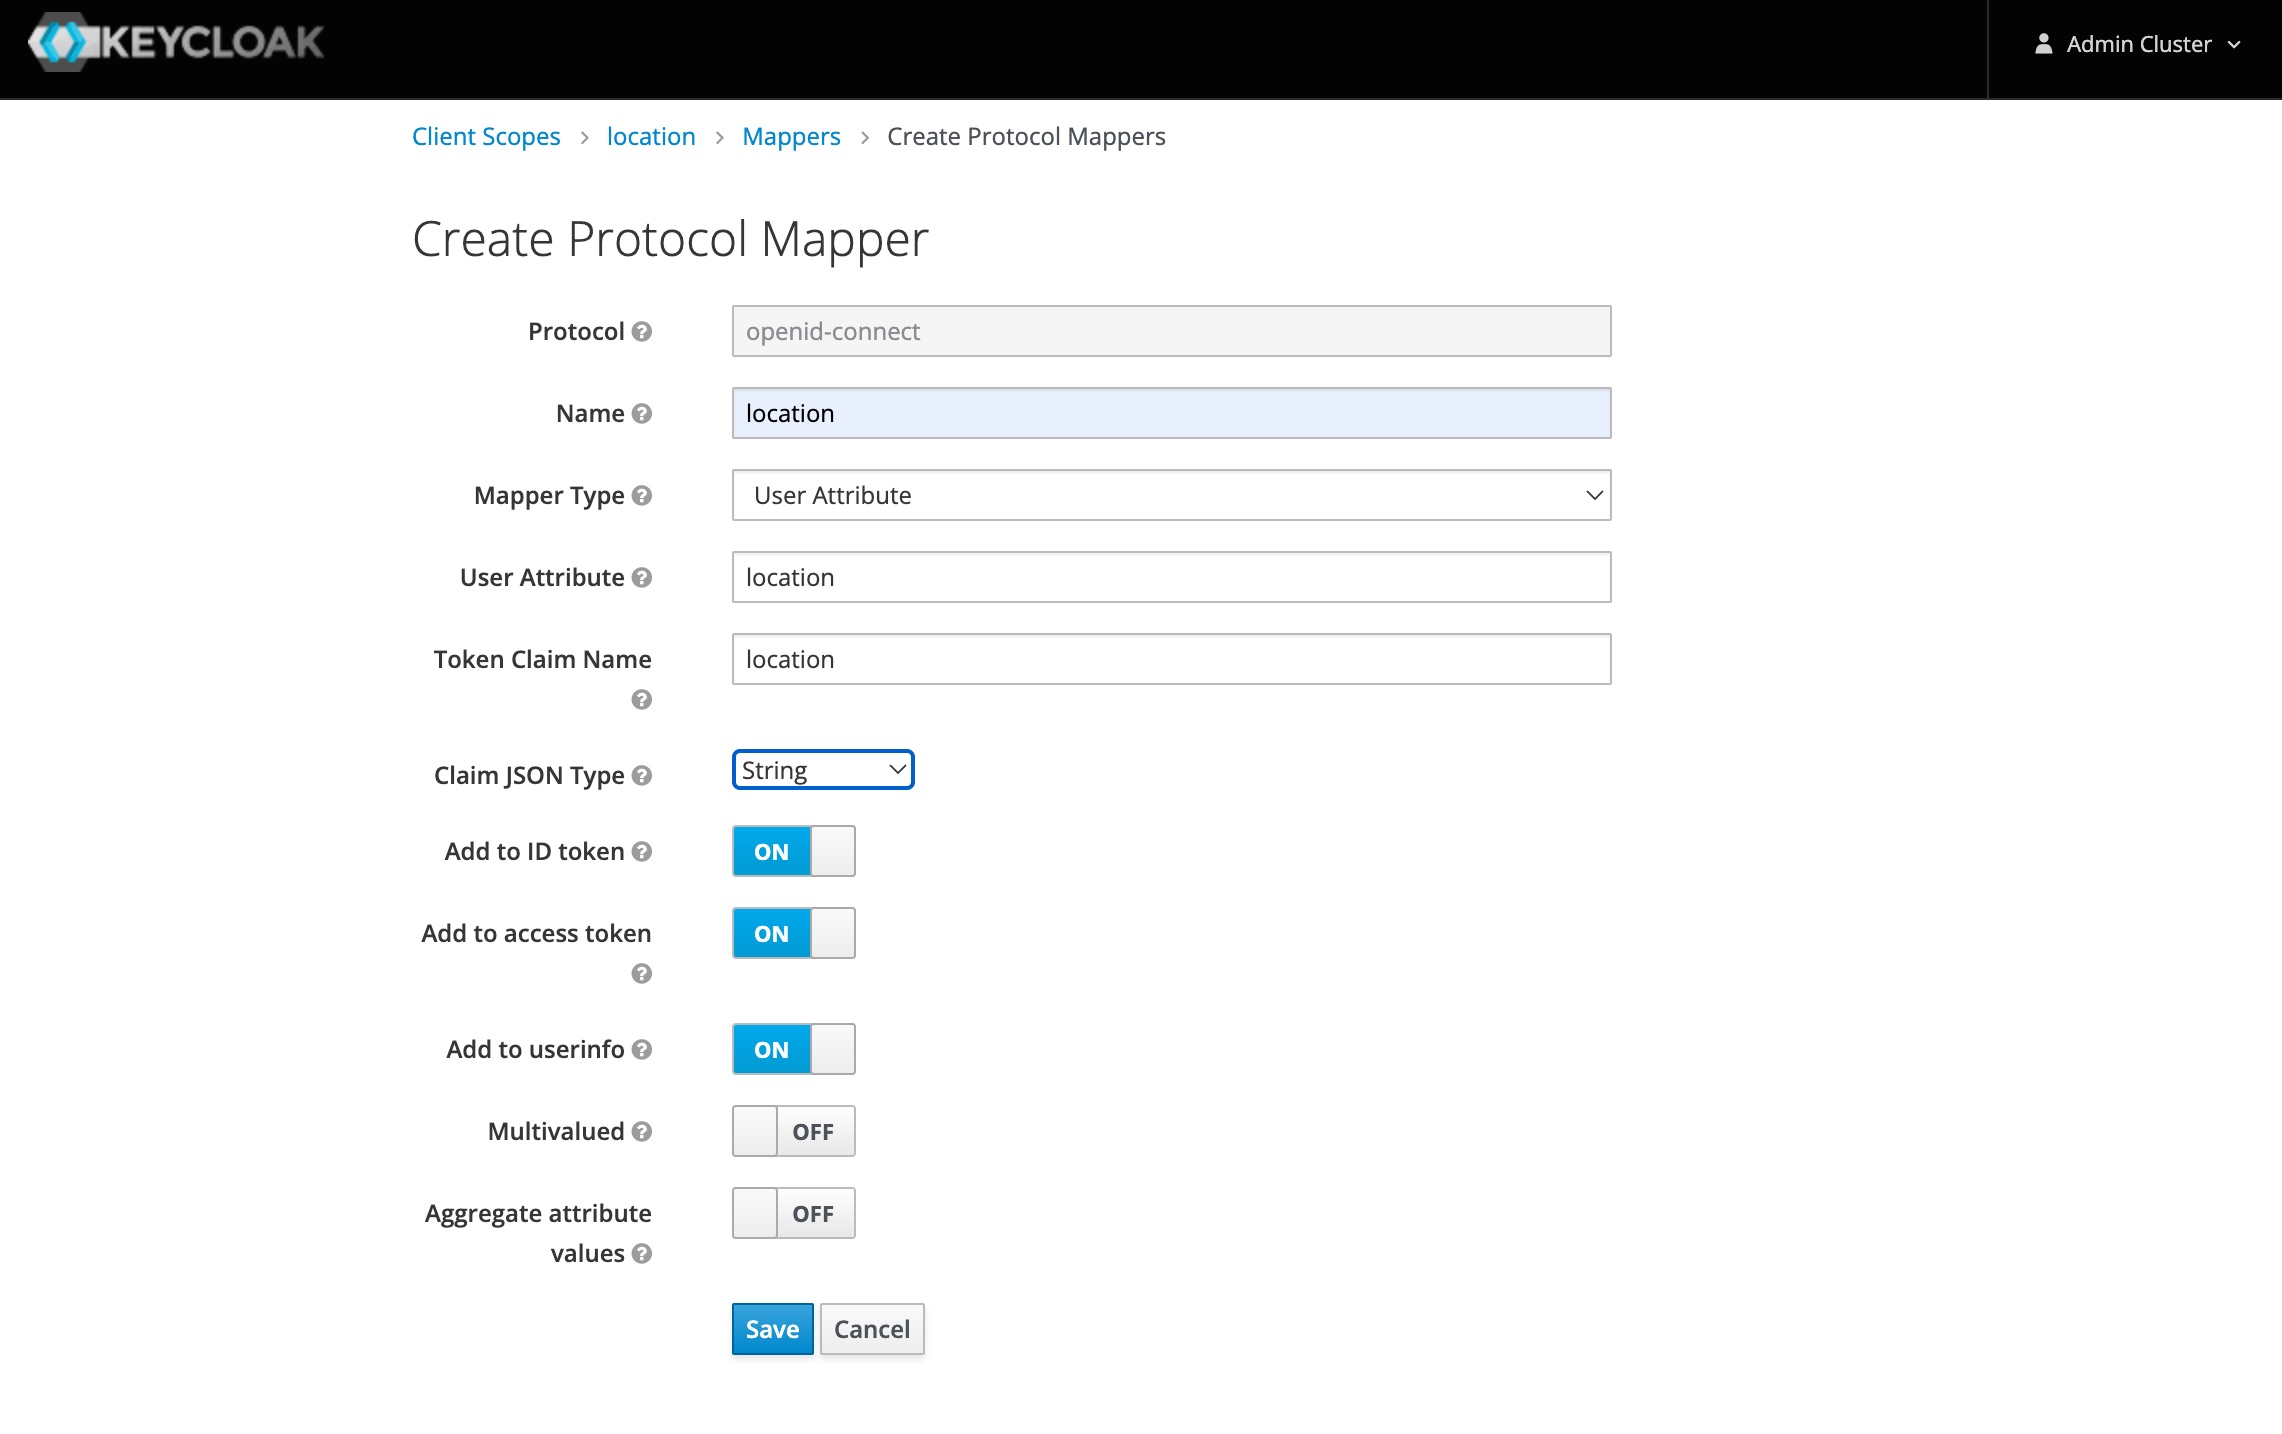 KEYCLOAK
Admin Cluster
Client Scopes > location > Mappers > Create Protocol Mappers
Create Protocol Mapper
Protocol openid-connect
Name location
Mapper Type User Attribute
User Attribute location
Token Claim Name location
Claim JSON Type String
Add to ID token ON
Add to access token ON
Add to userinfo ON
Multivalued OFF
Aggregate attribute OFF
values
Save Cancel